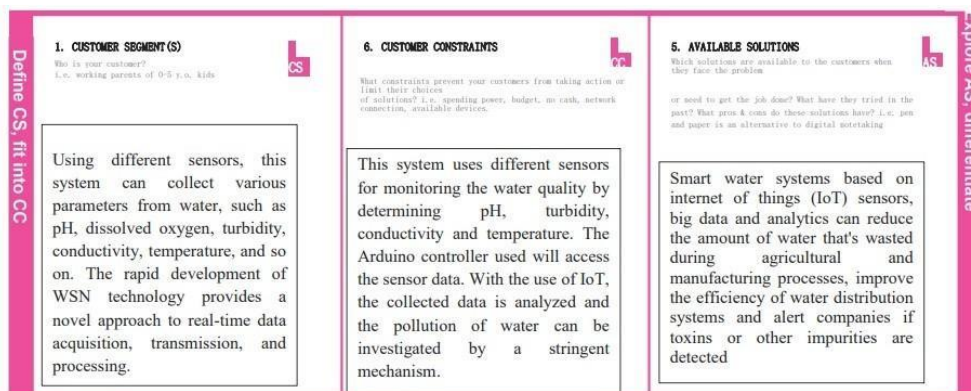 Define CS, fit into CC
1. CUSTOMER SEGMENT(S)
Who is your customer?
i.e. working parents of 0-5 y.o. kids
CS
Using different sensors, this
system can collect various
parameters from water, such as
pH, dissolved oxygen, turbidity,
conductivity, temperature, and so
on. The rapid development of
WSN technology provides a
novel approach to real-time data
acquisition, transmission, and
processing.
6. CUSTOMER CONSTRAINTS
CC
What constraints prevent your customers from taking action or
limit their choices
of solutions? i.e. spending power, budget, no cash, network
connection, available devices.
This system uses different sensors
for monitoring the water quality by
determining pH, turbidity,
conductivity and temperature. The
Arduino controller used will access
the sensor data. With the use of IoT,
the collected data is analyzed and
the pollution of water can be
investigated by a stringent
mechanism.
5. AVAILABLE SOLUTIONS
Which solutions are available to the customers when
they face the problem
AS
or need to get the job done? What have they tried in the
past? What pros & cons do these solutions have? i.e. pen
and paper is an alternative to digital notetaking
Smart water systems based on
internet of things (IoT) sensors,
big data and analytics can reduce
the amount of water that's wasted
during agricultural and
manufacturing processes, improve
the efficiency of water distribution
systems and alert companies if
toxins or other impurities are
detected
Explore AS, differentiate